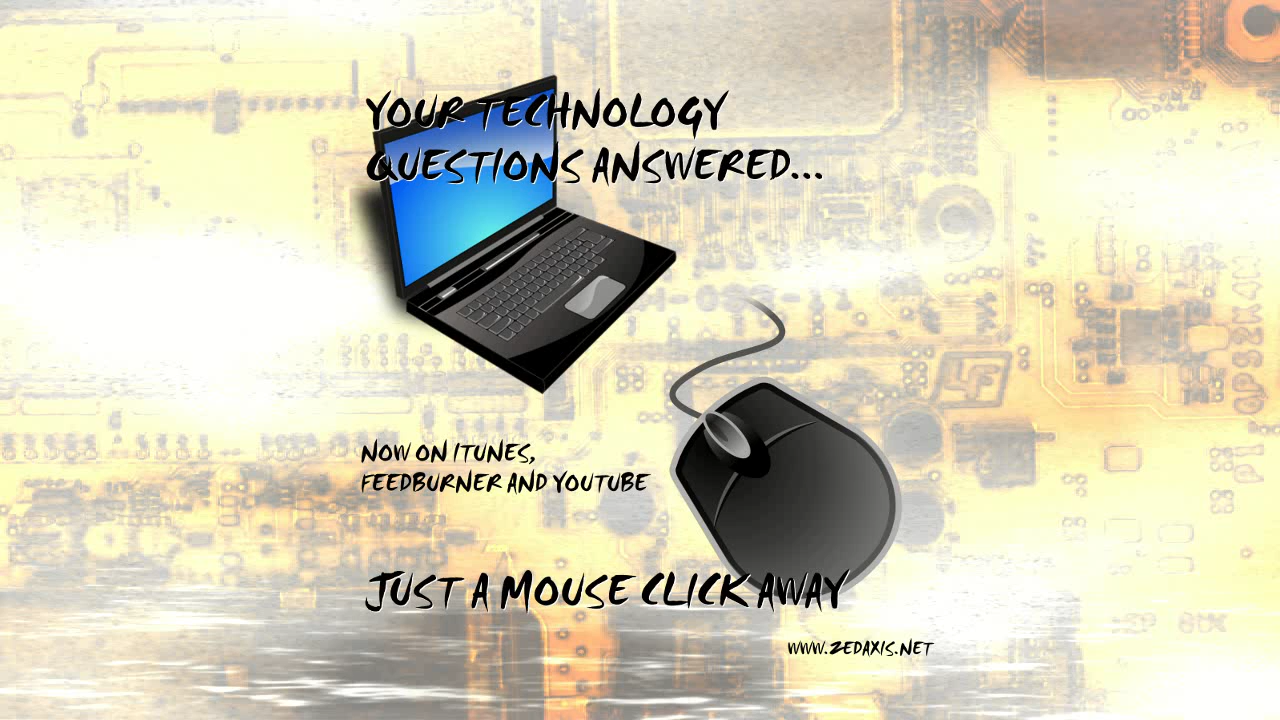 YOUR TECHNOLOGY
QUESTIONS ANSWERED...
NOW ON ITUNES,
FEEDBURNER AND YOUTUBE
JUST A MOUSE CLICK AWAY
WWW.ZEDAXIS.NET